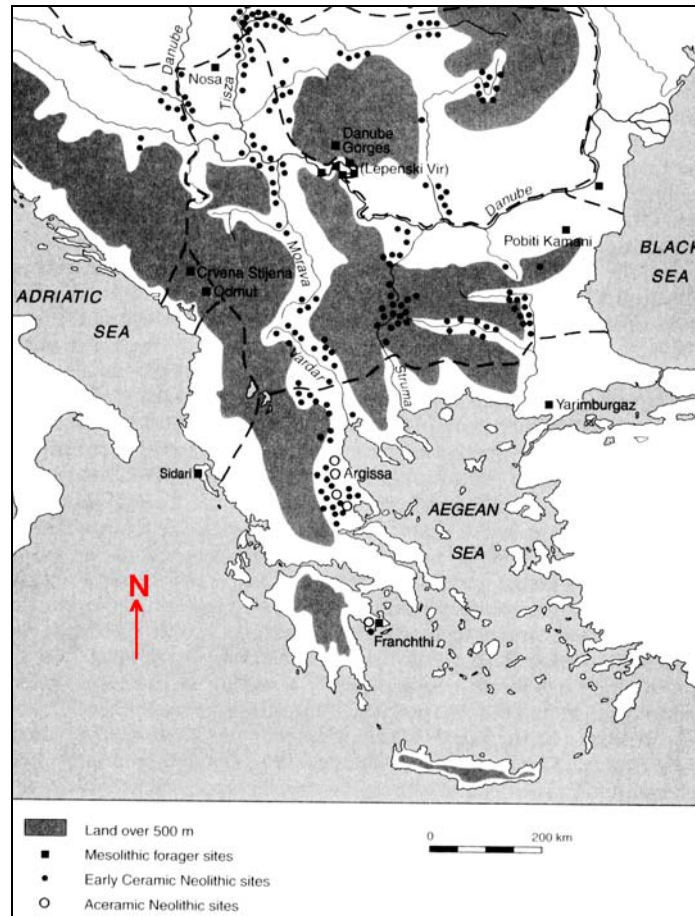 Danube
Tisza
Nosa
Danube
Gorges
(Lepenski Vir)
Danube
Pobiti Kamani
BLACK
SEA
Morava
Crvena Stijena
Odmut
ADRIATIC
SEA
Vardar
Struma
Yarimburgaz
Sidari
Argissa
AEGEAN
SEA
N
Franchthi
Land over 500 m
Mesolithic forager sites
Early Ceramic Neolithic sites
Aceramic Neolithic sites
0 200 km